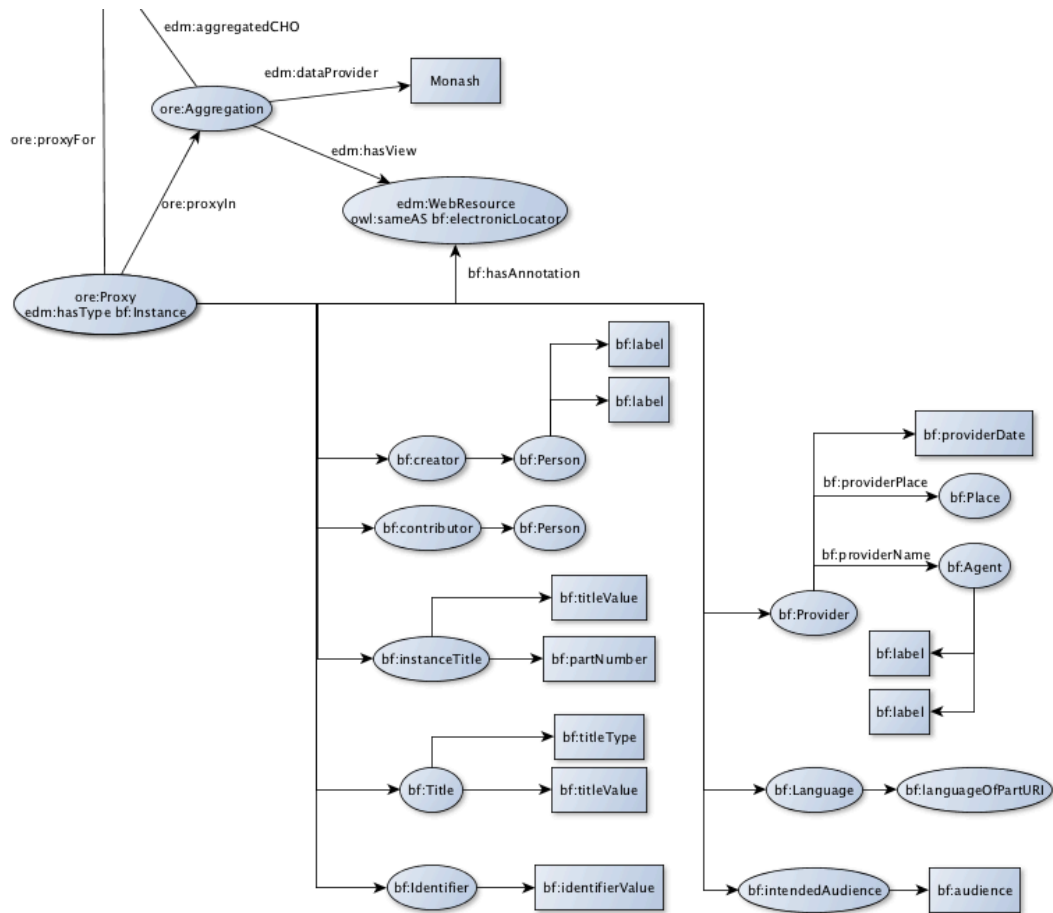 edm:aggregatedCHO
edm:dataProvider
Monash
ore:Aggregation
ore:proxyFor
edm:hasView
ore:proxyIn
edm:WebResource
owl:sameAS bf:electronicLocator
bf:hasAnnotation
ore:Proxy
edm:hasType bf:Instance
bf:label
bf:label
bf:creator
bf:Person
bf:contributor
bf:Person
bf:titleValue
bf:instanceTitle
bf:partNumber
bf:titleType
bf:Title
bf:titleValue
bf:Identifier
bf:identifierValue
bf:providerDate
bf:providerPlace
bf:Place
bf:providerName
bf:Agent
bf:Provider
bf:label
bf:label
bf:Language
bf:languageOfPartURI
bf:intendedAudience
bf:audience